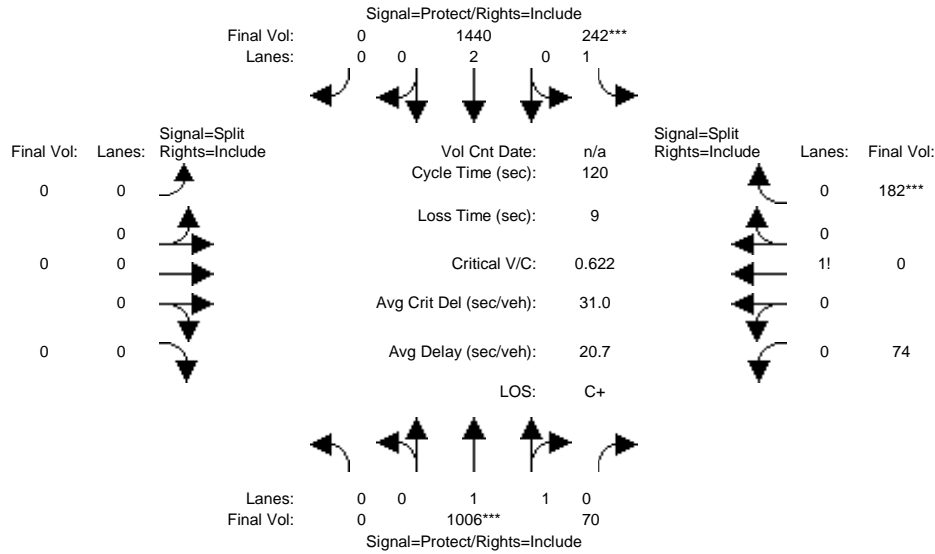 Signal=Protect/Rights=Include
Final Vol: 0 1440 242***
Lanes: 0 0 2 0 1
Signal=Split
Final Vol: Lanes: Rights=Include
Vol Cnt Date: n/a
Signal=Split
Rights=Include Lanes: Final Vol:
Cycle Time (sec): 120
0 0
0 182***
Loss Time (sec): 9
0
0
0 0
Critical V/C: 0.622
1! 0
0
Avg Crit Del (sec/veh): 31.0
0
0 0
Avg Delay (sec/veh): 20.7
0 74
LOS: C+
Lanes: 0 0 1 1 0
Final Vol: 0 1006*** 70
Signal=Protect/Rights=Include